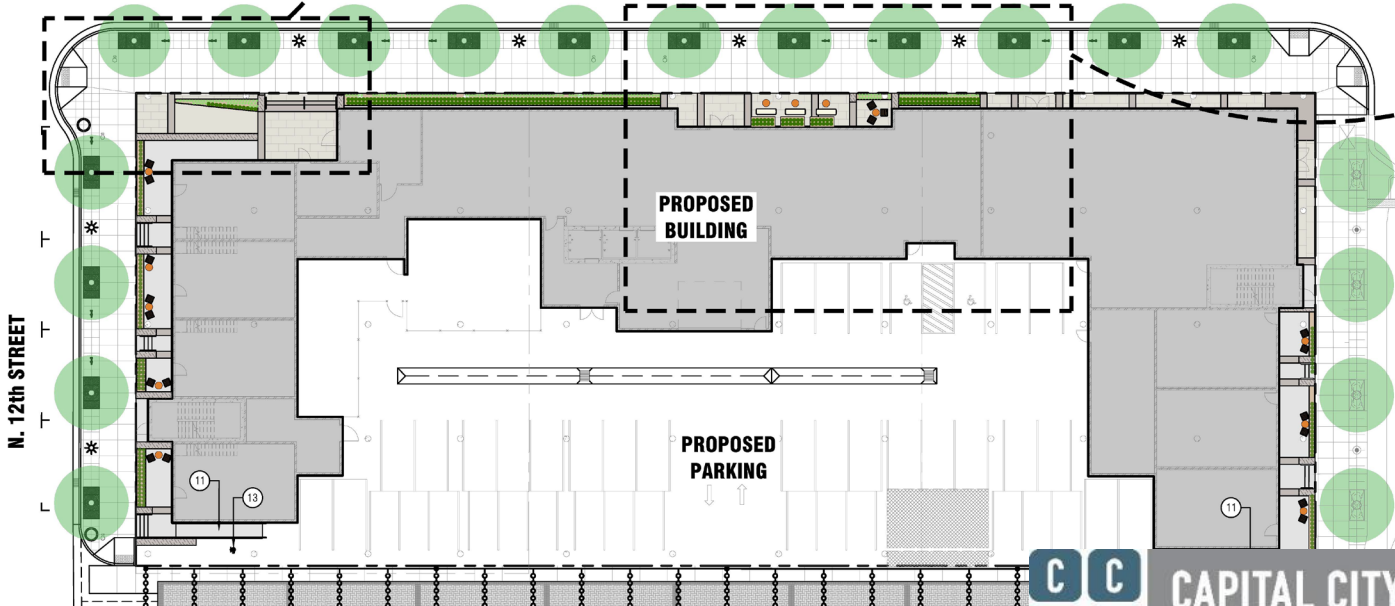 PROPOSED
BUILDING
N. 12th STREET
PROPOSED
PARKING
11
13
11
C C CAPITAL CITY